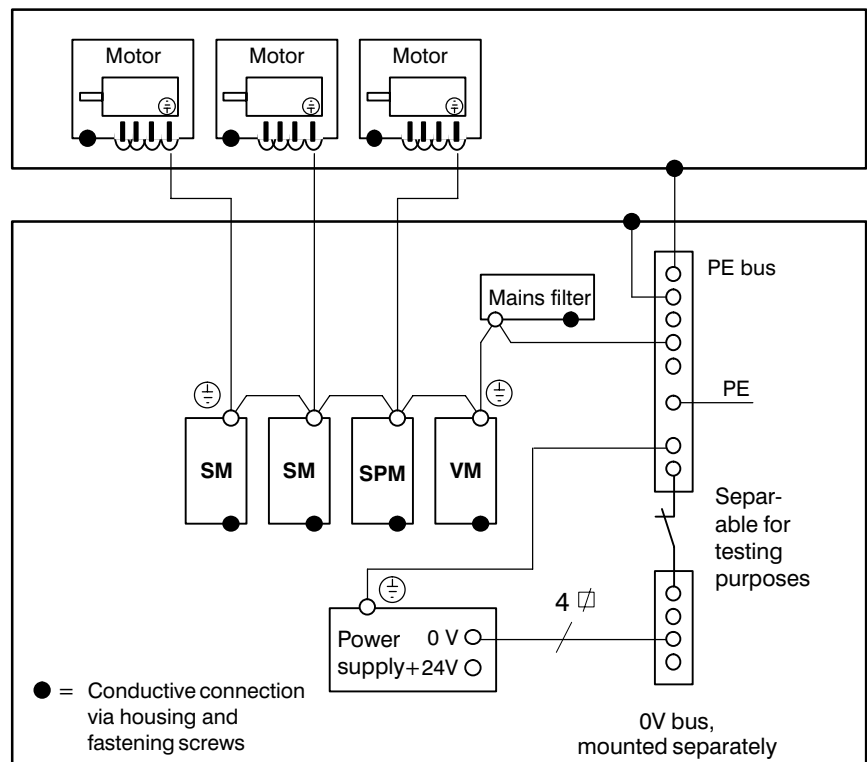 Motor
Motor
Motor
PE bus
Mains filter
PE
SM
SM
SPM
VM
Separ-
able for
testing
purposes
4
Power
supply
0 V
+24V
● = Conductive connection
via housing and
fastening screws
0V bus,
mounted separately